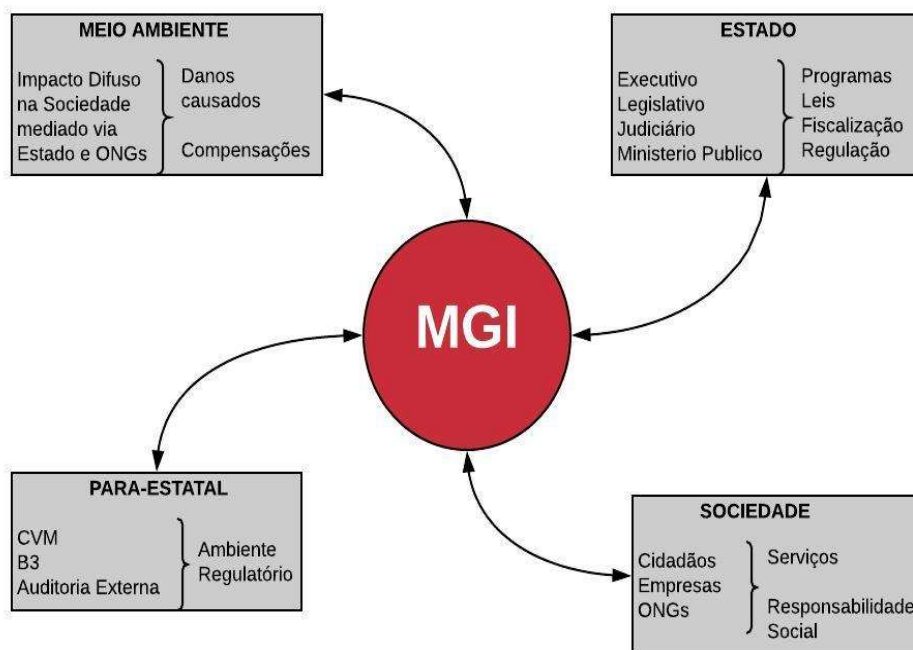 MEIO AMBIENTE
Impacto Difuso
na Sociedade
mediado via
Estado e ONGs
Danos
causados
Compensações
ESTADO
Executivo
Legislativo
Judiciário
Ministerio Publico
Programas
Leis
Fiscalização
Regulação
MGI
PARA-ESTATAL
CVM
B3
Auditoria Externa
Ambiente
Regulatório
SOCIEDADE
Cidadãos
Empresas
ONGs
Serviços
Responsabilidade
Social